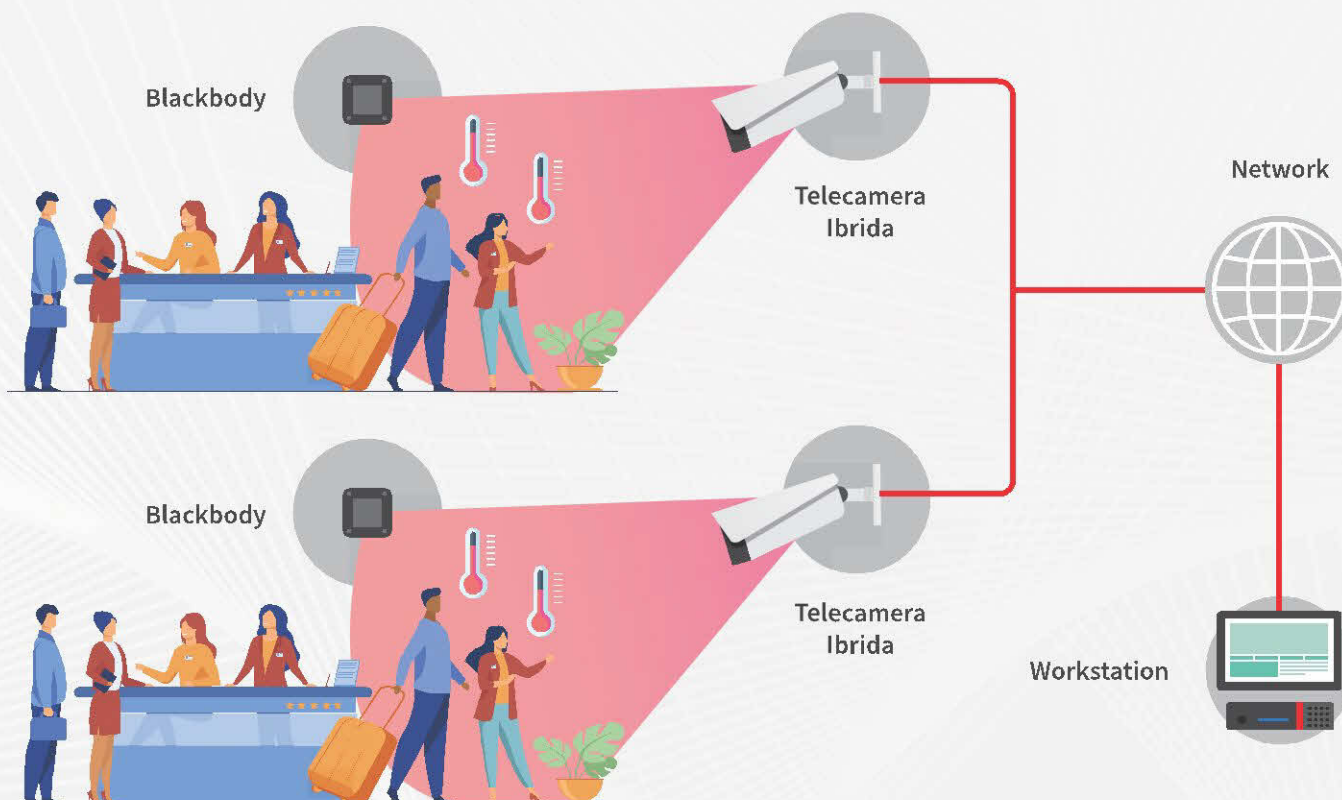 Blackbody
Telecamera
Ibrida
Network
Blackbody
Telecamera
Ibrida
Workstation